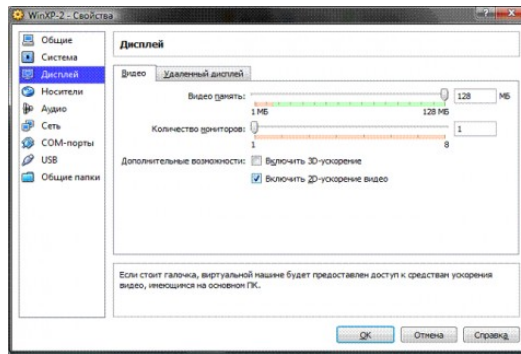 WinXP-2 - Свойства
Общие
Система
Дисплей
Носители
Аудио
Сеть
COM-порты
USB
Общие папки
Дисплей
Видео Удаленный дисплей
Видео память: 128 МБ
1 МБ 128 МБ
Количество мониторов: 1
1 8
Дополнительные возможности: Включить 3D-ускорение
Включить 2D-ускорение видео
Если стоит галочка, виртуальной машине будет предоставлен доступ к средствам ускорения
видео, имеющимся на основном ПК.
OK Отмена Справка